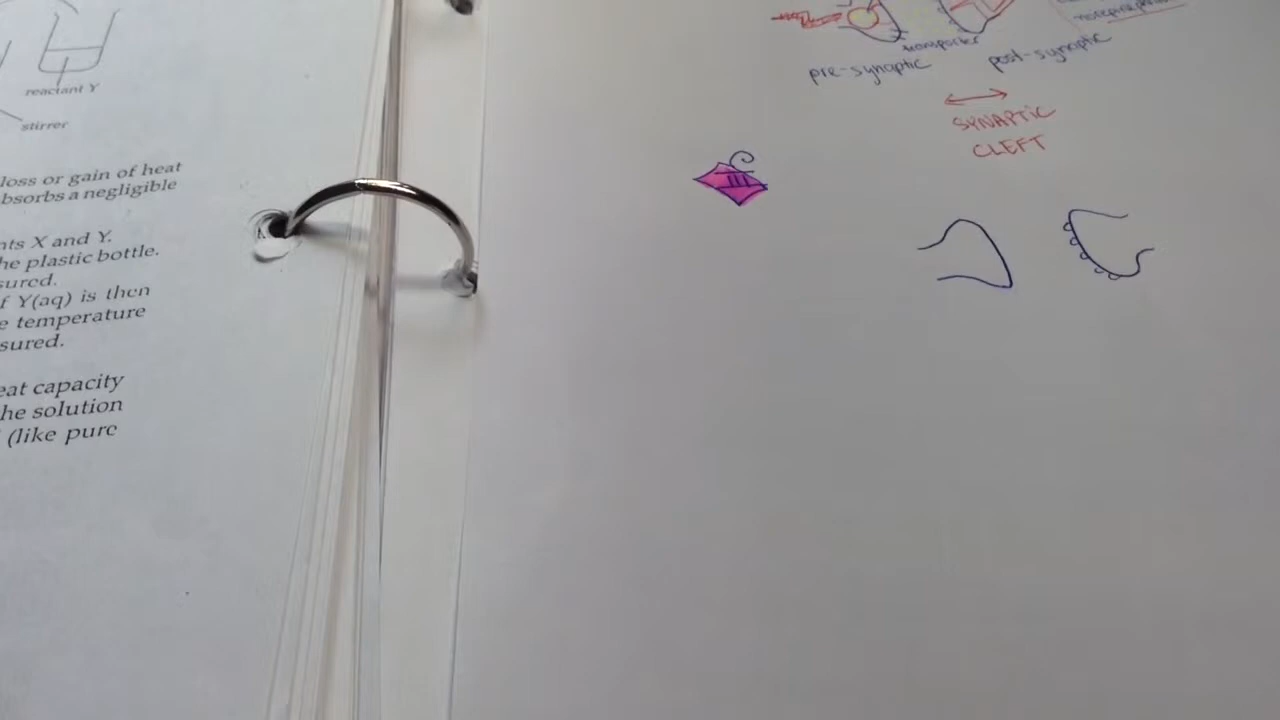 reactant Y
stirrer
loss or gain of heat
bsorbs a negligible
nts X and Y.
he plastic bottle.
sured.
f Y(aq) is then
e temperature
sured.
eat capacity
he solution
(like pure
transporter
pre-synaptic
post-synaptic
SYNAPTIC
CLEFT